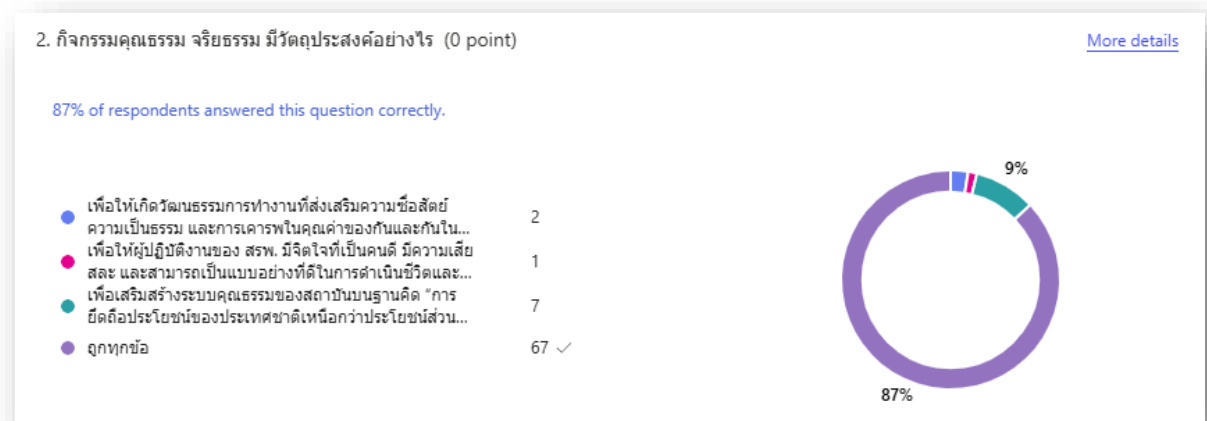 2. กิจกรรมคุณธรรม จริยธรรม มีวัตถุประสงค์อย่างไร (0 point)
More details
87% of respondents answered this question correctly.
เพื่อให้เกิดวัฒนธรรมการทำงานที่ส่งเสริมความซื่อสัตย์
ความเป็นธรรม และการเคารพในคุณค่าของกันและกันใน...
2
เพื่อให้ผู้ปฏิบัติงานของ สรพ. มีจิตใจที่เป็นคนดี มีความเสีย
สละ และสามารถเป็นแบบอย่างที่ดีในการดำเนินชีวิตและ...
1
เพื่อเสริมสร้างระบบคุณธรรมของสถาบันบนฐานคิด "การ
ยึดถือประโยชน์ของประเทศชาติเหนือกว่าประโยชน์ส่วน...
7
ถูกทุกข้อ
67
9%
87%